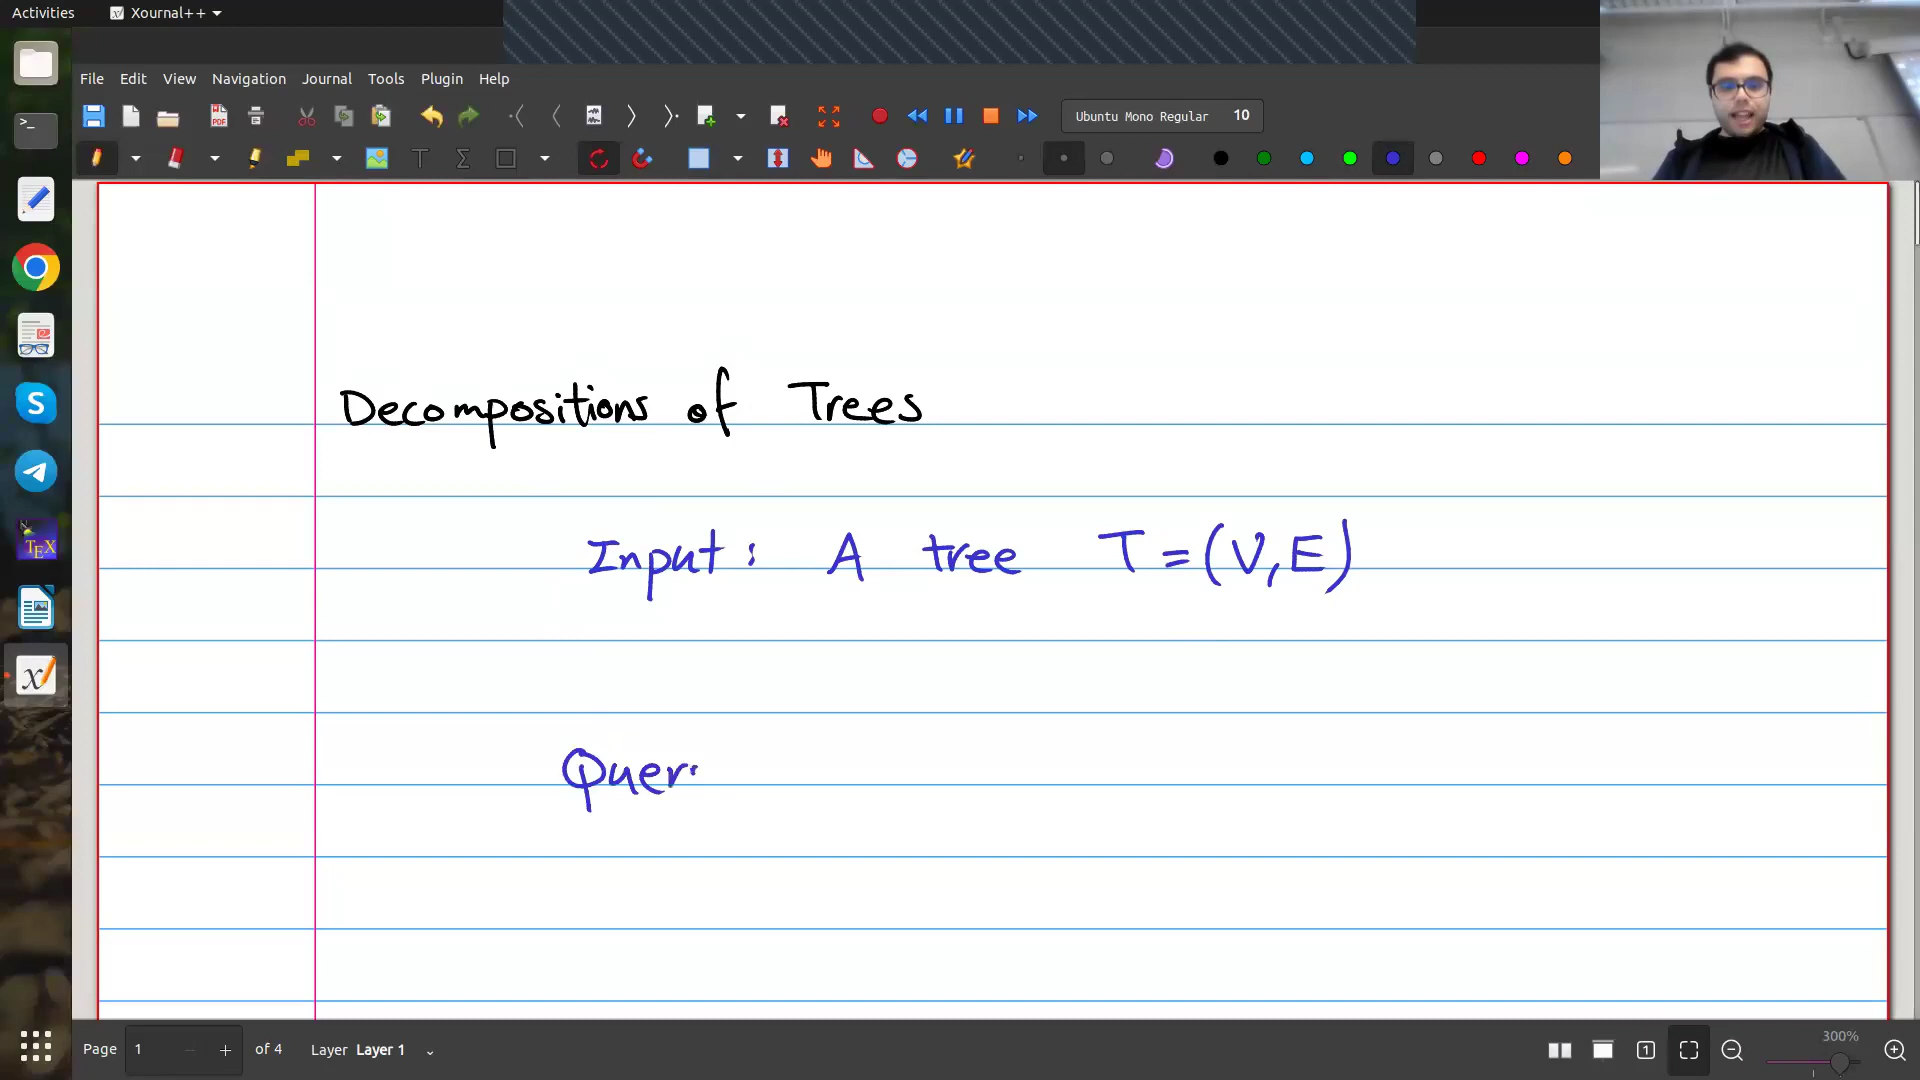 Activities Xournal++
File Edit View Navigation Journal Tools Plugin Help
Ubuntu Mono Regular 10
Decompositions of Trees
Input: A tree T=(V,E)
Quer
Page 1 of 4 Layer Layer 1 300%